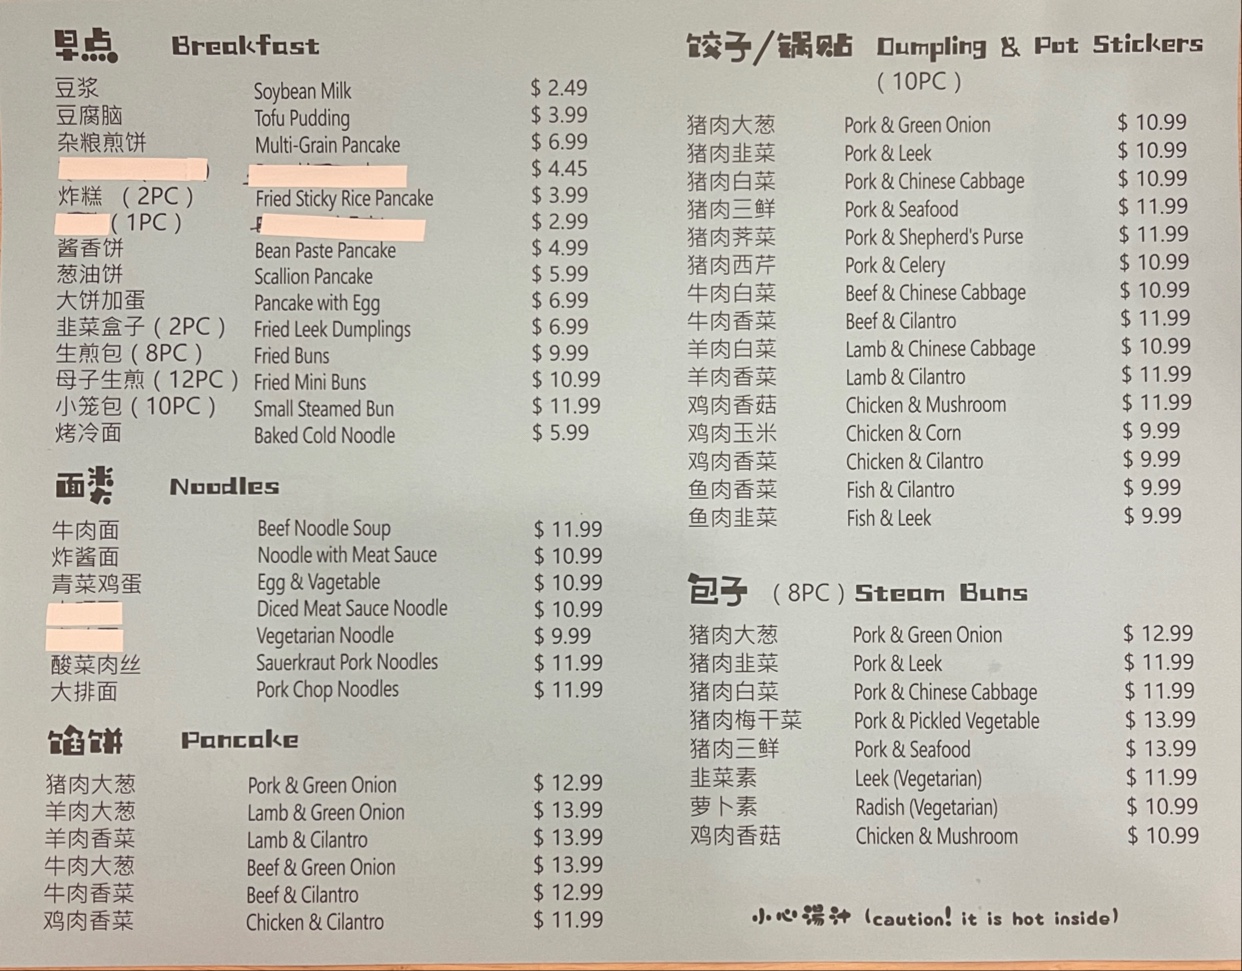 早点 Breakfast
豆浆 Soybean Milk $ 2.49
豆腐脑 Tofu Pudding $ 3.99
杂粮煎饼 Multi-Grain Pancake $ 6.99
$ 4.45
炸糕 (2PC) Fried Sticky Rice Pancake $ 3.99
(1PC) $ 2.99
酱香饼 Bean Paste Pancake $ 4.99
葱油饼 Scallion Pancake $ 5.99
大饼加蛋 Pancake with Egg $ 6.99
韭菜盒子 (2PC) Fried Leek Dumplings $ 6.99
生煎包 (8PC) Fried Buns $ 9.99
母子生煎 (12PC) Fried Mini Buns $ 10.99
小笼包 (10PC) Small Steamed Bun $ 11.99
烤冷面 Baked Cold Noodle $ 5.99
面类 Noodles
牛肉面 Beef Noodle Soup $ 11.99
炸酱面 Noodle with Meat Sauce $ 10.99
青菜鸡蛋 Egg & Vagetable $ 10.99
Diced Meat Sauce Noodle $ 10.99
Vegetarian Noodle $ 9.99
酸菜肉丝 Sauerkraut Pork Noodles $ 11.99
大排面 Pork Chop Noodles $ 11.99
馅饼 Pancake
猪肉大葱 Pork & Green Onion $ 12.99
羊肉大葱 Lamb & Green Onion $ 13.99
羊肉香菜 Lamb & Cilantro $ 13.99
牛肉大葱 Beef & Green Onion $ 13.99
牛肉香菜 Beef & Cilantro $ 12.99
鸡肉香菜 Chicken & Cilantro $ 11.99
饺子/锅贴 Dumpling & Pot Stickers
(10PC)
猪肉大葱 Pork & Green Onion $ 10.99
猪肉韭菜 Pork & Leek $ 10.99
猪肉白菜 Pork & Chinese Cabbage $ 10.99
猪肉三鲜 Pork & Seafood $ 11.99
猪肉荠菜 Pork & Shepherd's Purse $ 11.99
猪肉西芹 Pork & Celery $ 10.99
牛肉白菜 Beef & Chinese Cabbage $ 10.99
牛肉香菜 Beef & Cilantro $ 11.99
羊肉白菜 Lamb & Chinese Cabbage $ 10.99
羊肉香菜 Lamb & Cilantro $ 11.99
鸡肉香菇 Chicken & Mushroom $ 11.99
鸡肉玉米 Chicken & Corn $ 9.99
鸡肉香菜 Chicken & Cilantro $ 9.99
鱼肉香菜 Fish & Cilantro $ 9.99
鱼肉韭菜 Fish & Leek $ 9.99
包子 (8PC) Steam Buns
猪肉大葱 Pork & Green Onion $ 12.99
猪肉韭菜 Pork & Leek $ 11.99
猪肉白菜 Pork & Chinese Cabbage $ 11.99
猪肉梅干菜 Pork & Pickled Vegetable $ 13.99
猪肉三鲜 Pork & Seafood $ 13.99
韭菜素 Leek (Vegetarian) $ 11.99
萝卜素 Radish (Vegetarian) $ 10.99
鸡肉香菇 Chicken & Mushroom $ 10.99
小心湯汁 (caution! it is hot inside)